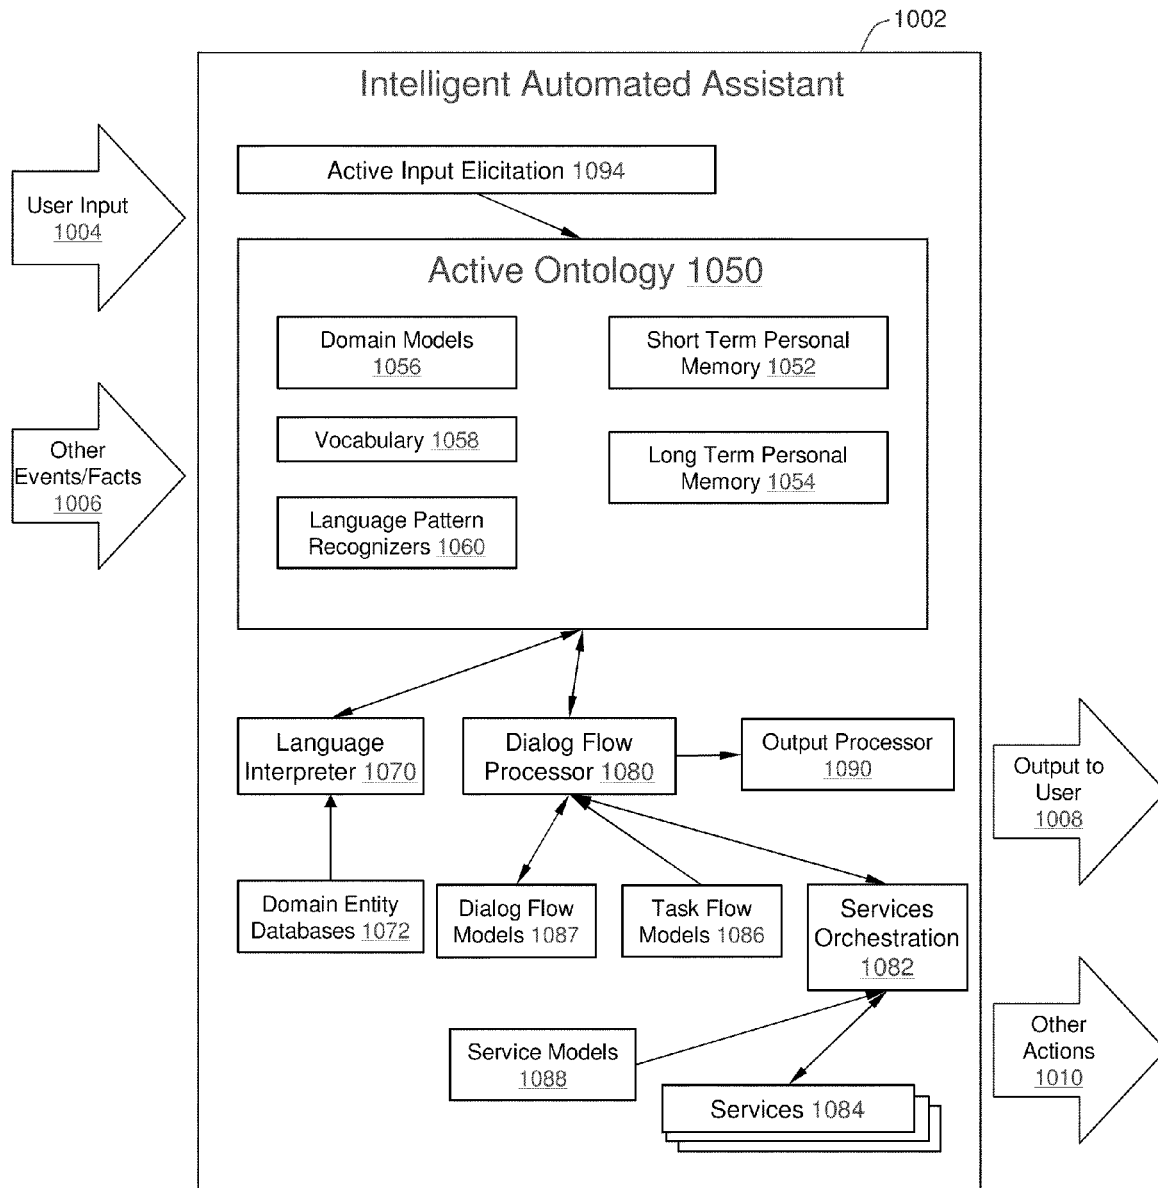 1002
Intelligent Automated Assistant
Active Input Elicitation 1094
User Input
1004
Active Ontology 1050
Domain Models
1056
Short Term Personal
Memory 1052
Vocabulary 1058
Long Term Personal
Memory 1054
Other
Events/Facts
1006
Language Pattern
Recognizers 1060
Language
Interpreter 1070
Dialog Flow
Processor 1080
Output Processor
1090
Output to
User
1008
Domain Entity
Databases 1072
Dialog Flow
Models 1087
Task Flow
Models 1086
Services
Orchestration
1082
Service Models
1088
Other
Actions
1010
Services 1084